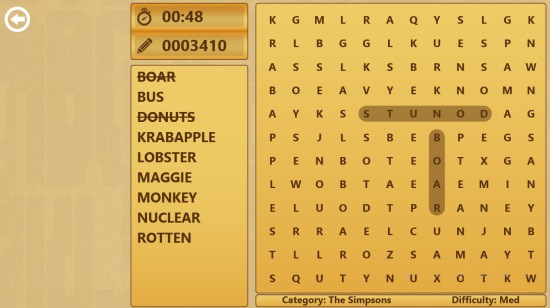 00:48
0003410
BOAR
BUS
DONUTS
KRABAPPLE
LOBSTER
MAGGIE
MONKEY
NUCLEAR
ROTTEN
K G M L R A Q Y S L G K
R L B G G L K U E S P N
A S S L K S B R N S A W
B O E A V Y E K N O M N
A Y K S S T U N O D A G
P S J L S B E B P E G S
P E N B O T E O T X G A
L W O B T A E A E M I N
E L U O D T P R A N E Y
S R R A E L C U N J N B
T L L R O Z S A M A Y T
S Q U T Y N U X O T K W
Category: The Simpsons
Difficulty: Med